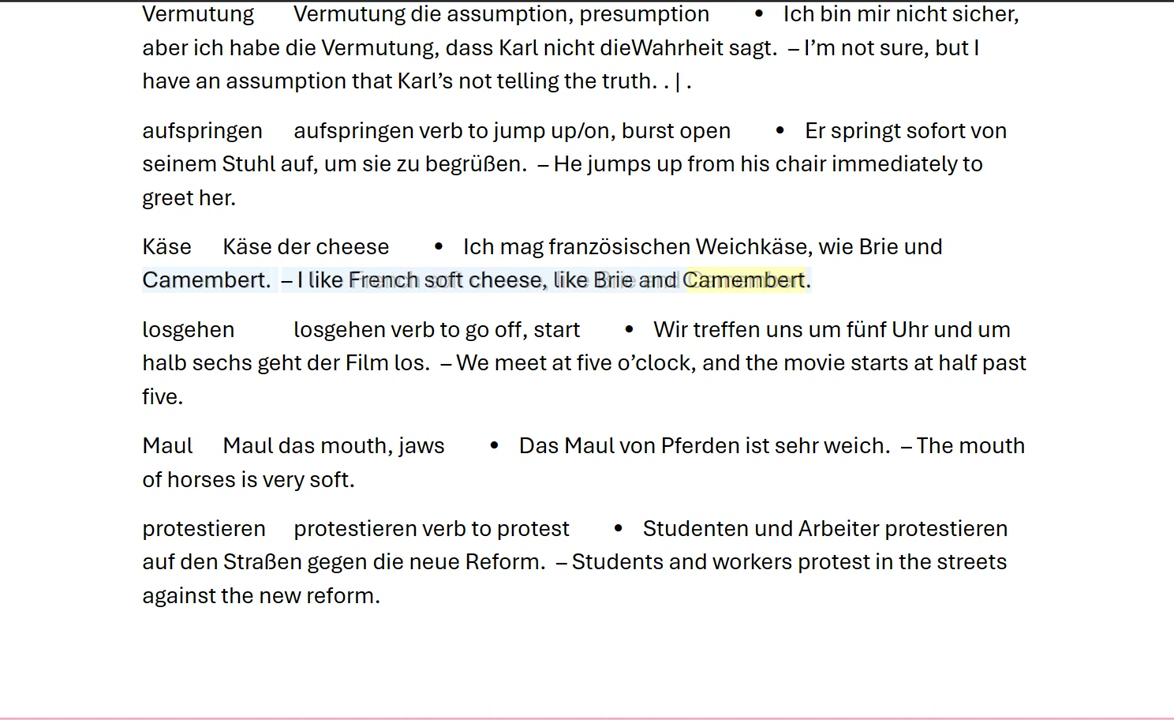 Vermutung Vermutung die assumption, presumption • Ich bin mir nicht sicher,
aber ich habe die Vermutung, dass Karl nicht dieWahrheit sagt. – I’m not sure, but I
have an assumption that Karl’s not telling the truth. . | .
aufspringen aufspringen verb to jump up/on, burst open • Er springt sofort von
seinem Stuhl auf, um sie zu begrüßen. – He jumps up from his chair immediately to
greet her.
Käse Käse der cheese • Ich mag französischen Weichkäse, wie Brie und
Camembert. – I like French soft cheese, like Brie and Camembert.
losgehen losgehen verb to go off, start • Wir treffen uns um fünf Uhr und um
halb sechs geht der Film los. – We meet at five o’clock, and the movie starts at half past
five.
Maul Maul das mouth, jaws • Das Maul von Pferden ist sehr weich. – The mouth
of horses is very soft.
protestieren protestieren verb to protest • Studenten und Arbeiter protestieren
auf den Straßen gegen die neue Reform. – Students and workers protest in the streets
against the new reform.